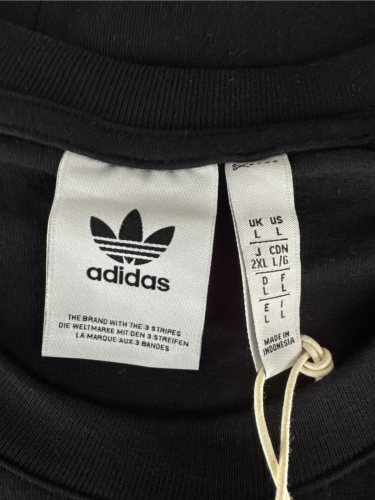 adidas
THE BRAND WITH THE 3 STRIPES
DIE WELTMARKE MIT DEN 3 STREIFEN
LA MARQUE AUX 3 BANDES
UK US
L L
J CDN
2XL L/G
D F
L L
E I
L L
MADE IN
INDONESIA